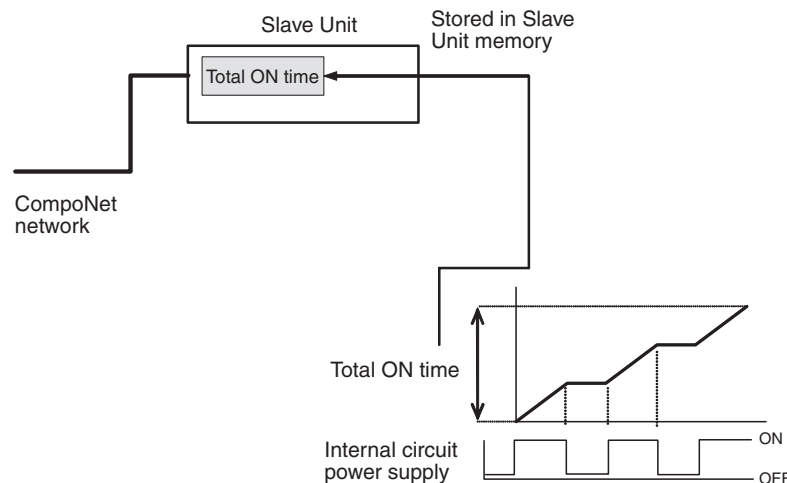 Slave Unit
Stored in Slave
Unit memory
Total ON time
CompoNet
network
Total ON time
Internal circuit
power supply
ON
OFF